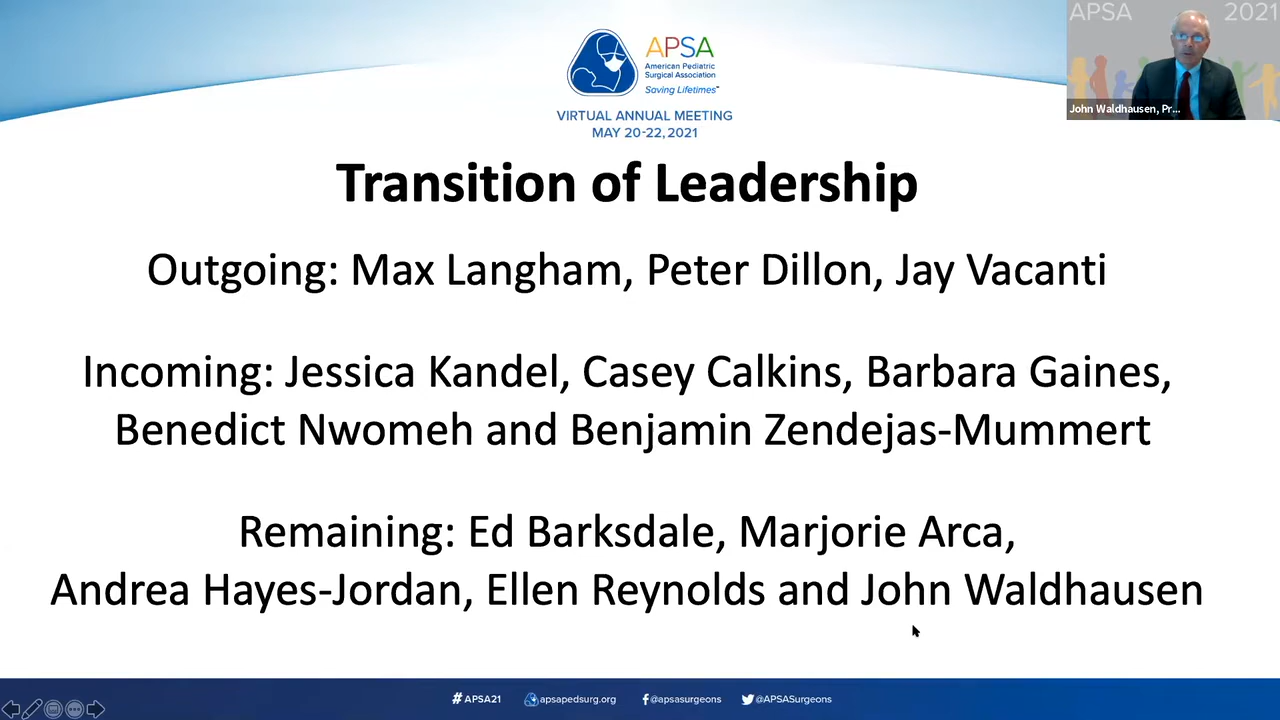 APSA
American Pediatric
Surgical Association
Saving Lifetimes™
VIRTUAL ANNUAL MEETING
MAY 20-22, 2021
APSA 2021
John Waldhausen, Pr...
Transition of Leadership
Outgoing: Max Langham, Peter Dillon, Jay Vacanti
Incoming: Jessica Kandel, Casey Calkins, Barbara Gaines,
Benedict Nwomeh and Benjamin Zendejas-Mummert
Remaining: Ed Barksdale, Marjorie Arca,
Andrea Hayes-Jordan, Ellen Reynolds and John Waldhausen
#APSA21 apsapedsurg.org @apsasurgeons @APSASurgeons